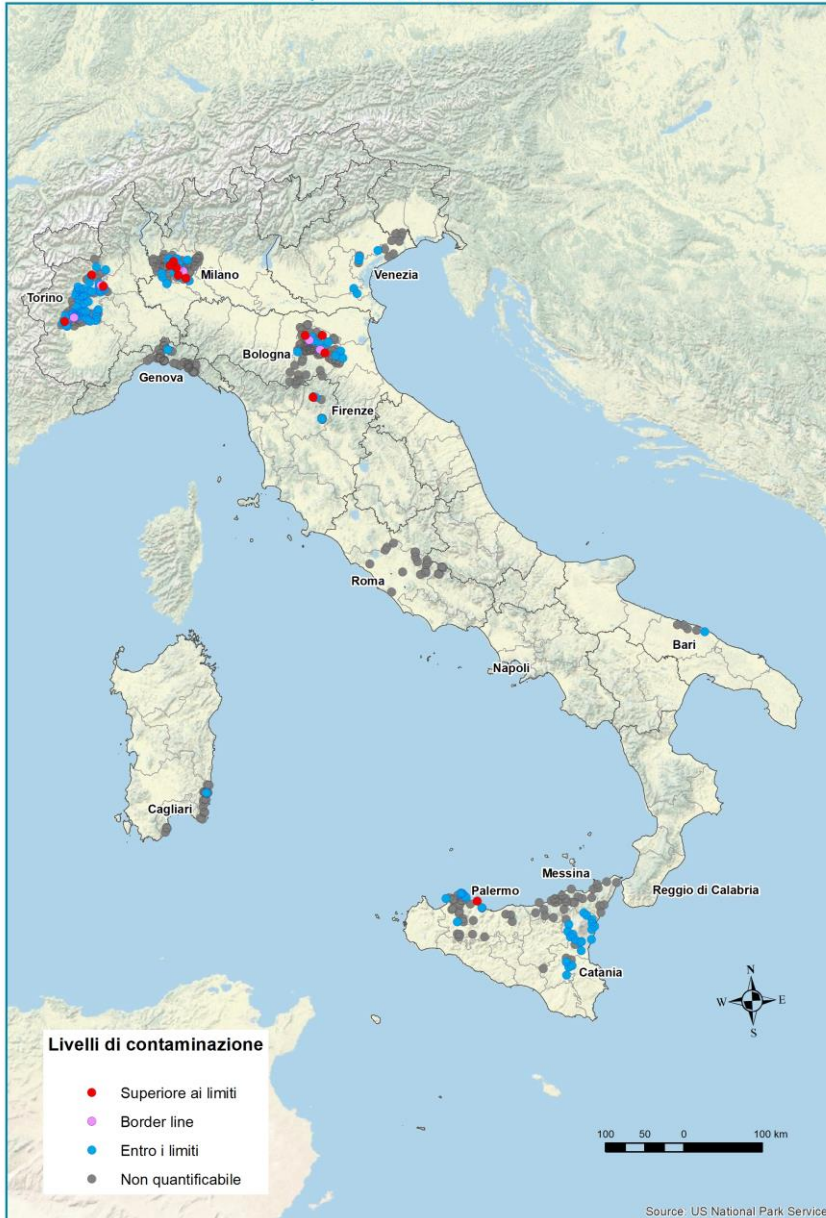 Milano
Venezia
Torino
Bologna
Genova
Firenze
Roma
Bari
Napoli
Cagliari
Messina
Palermo
Reggio di Calabria
Catania
N
W
E
S
Livelli di contaminazione
Superiore ai limiti
Border line
Entro i limiti
Non quantificabile
100 50 0 100 km
Source: US National Park Service